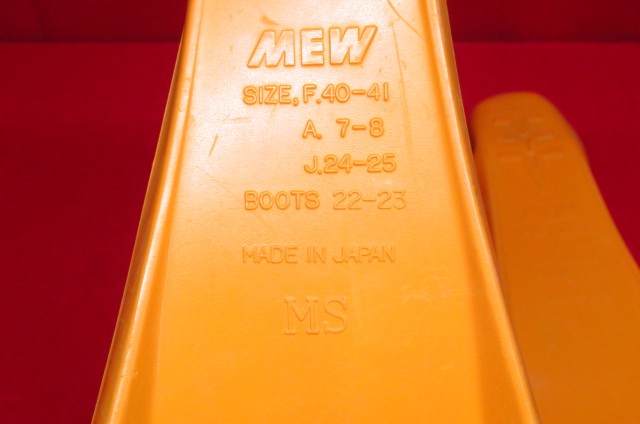 MEW
SIZE, F.40-41
A. 7-8
J.24-25
BOOTS 22-23
MADE IN JAPAN
MS